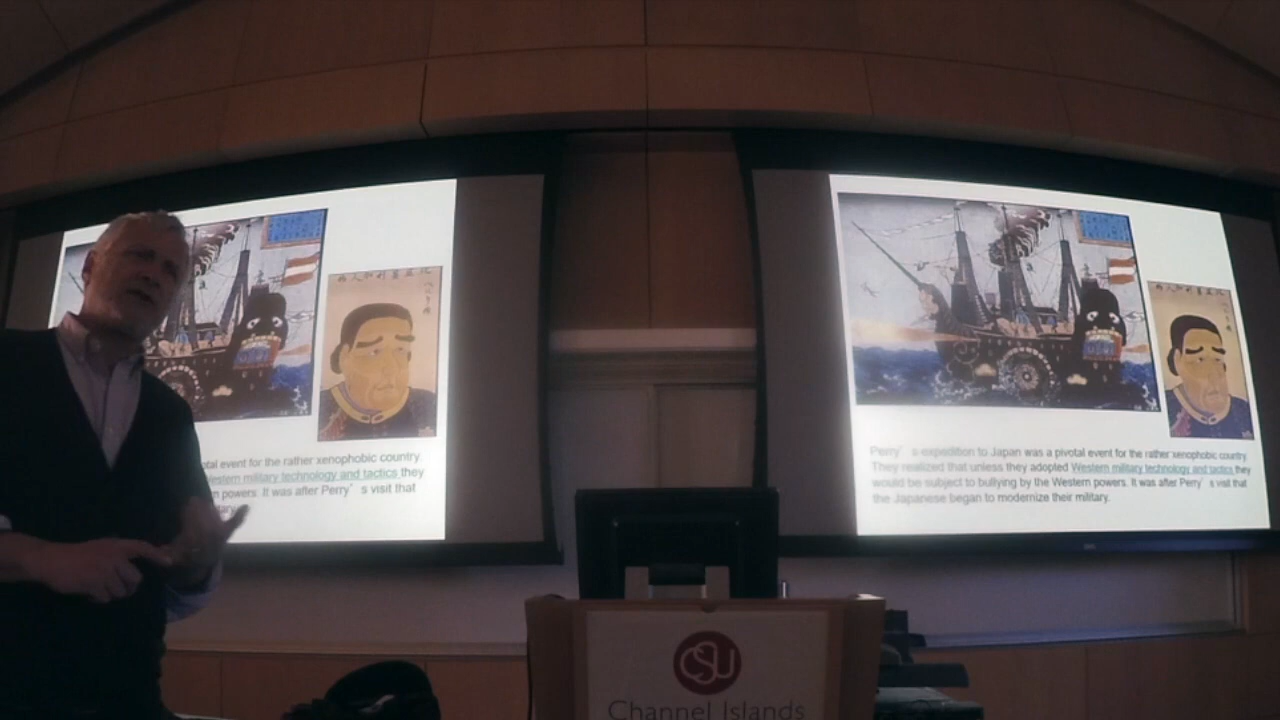 otal event for the rather xenophobic country.
Western military technology and tactics they
n powers. It was after Perry's visit that
Perry's expedition to Japan was a pivotal event for the rather xenophobic country.
They realized that unless they adopted Western military technology and tactics they
would be subject to bullying by the Western powers. It was after Perry's visit that
the Japanese began to modernize their military.
CSU
Channel Islands